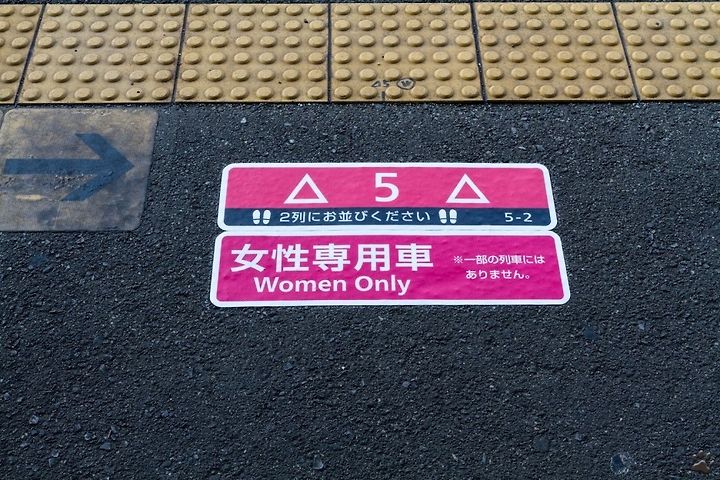 △ 5 △
2列にお並びください 5-2
女性専用車
Women Only
※一部の列車には
ありません。